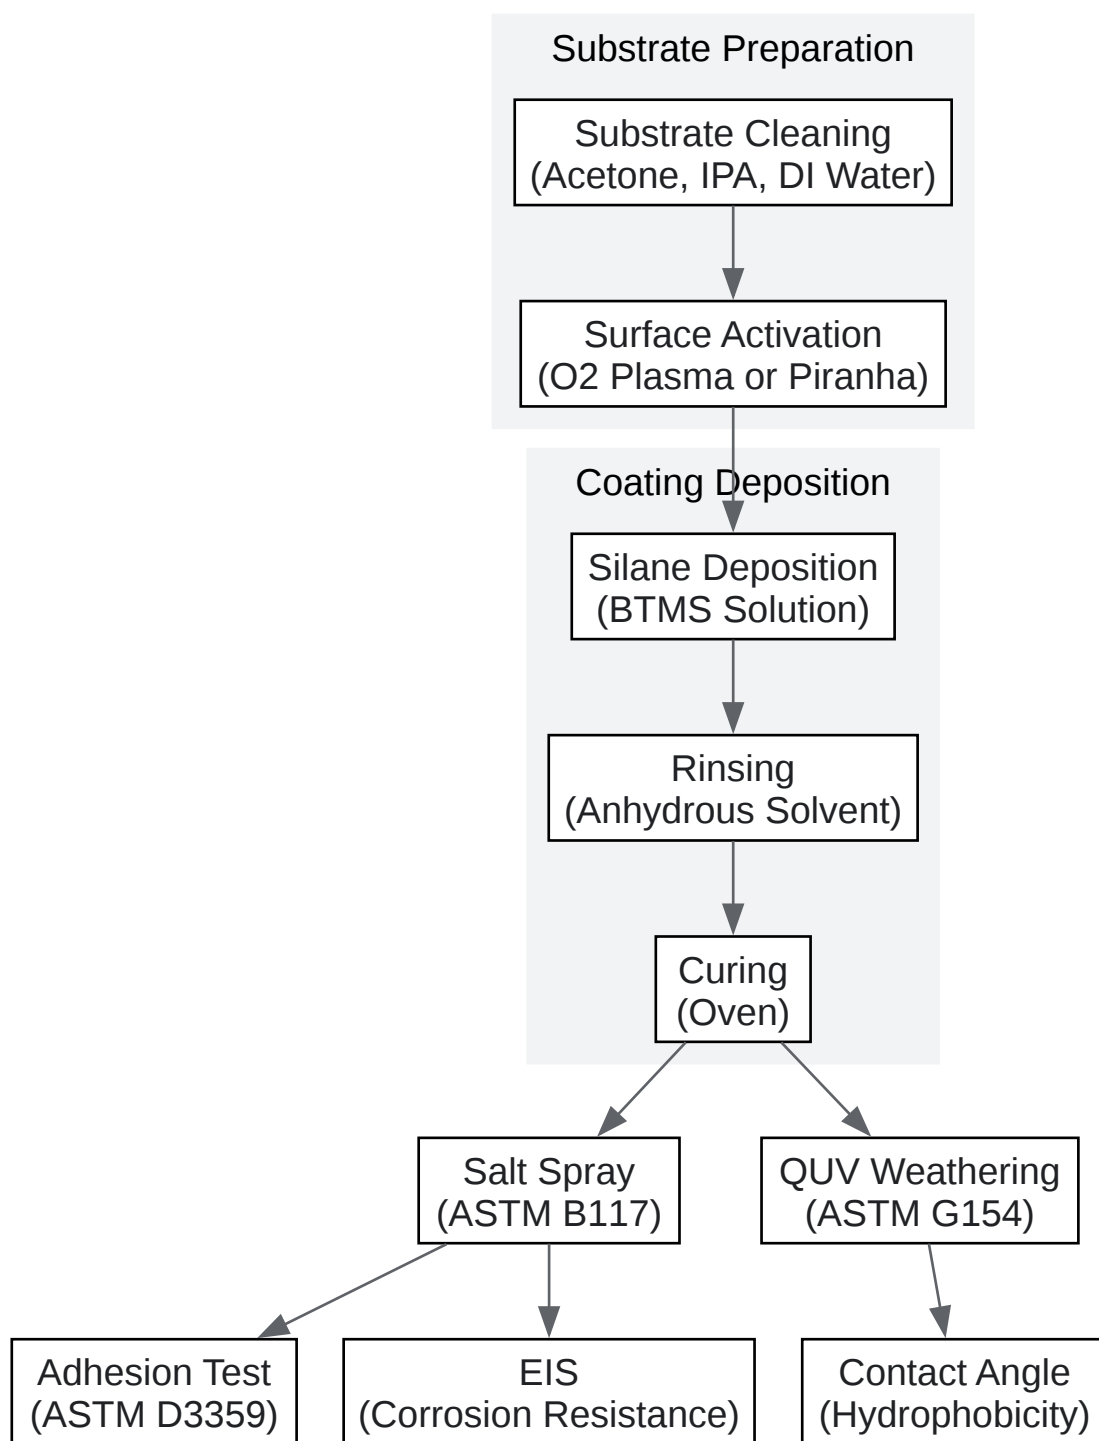 Substrate Preparation
Substrate Cleaning
(Acetone, IPA, DI Water)
Surface Activation
(O2 Plasma or Piranha)
Coating Deposition
Silane Deposition
(BTMS Solution)
Rinsing
(Anhydrous Solvent)
Curing
(Oven)
Salt Spray
(ASTM B117)
QUV Weathering
(ASTM G154)
Adhesion Test
(ASTM D3359)
EIS
(Corrosion Resistance)
Contact Angle
(Hydrophobicity)